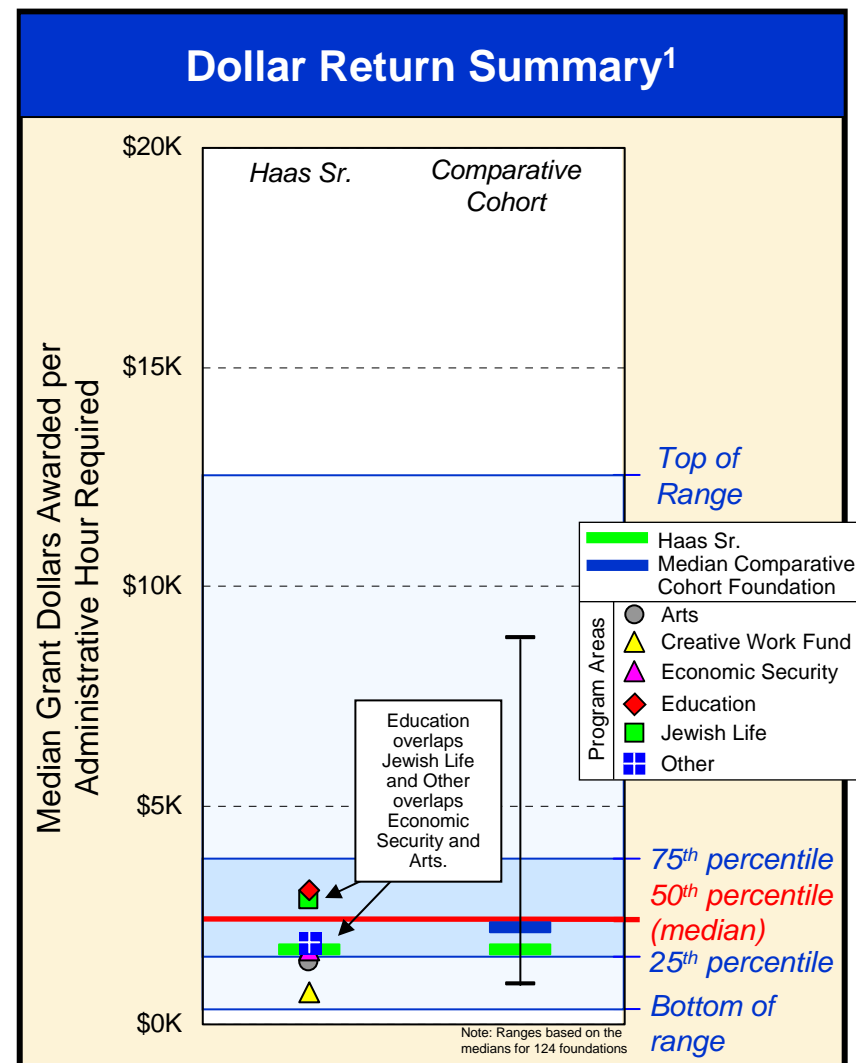 Dollar Return Summary1
Median Grant Dollars Awarded per
Administrative Hour Required
$20K
$15K
$10K
$5K
$0K
Haas Sr.
Comparative
Cohort
Top of
Range
Haas Sr.
Median Comparative
Cohort Foundation
Program Areas
Arts
Creative Work Fund
Economic Security
Education
Jewish Life
Other
Education
overlaps
Jewish Life
and Other
overlaps
Economic
Security and
Arts.
75th percentile
50th percentile
(median)
25th percentile
Bottom of
range
Note: Ranges based on the
medians for 124 foundations